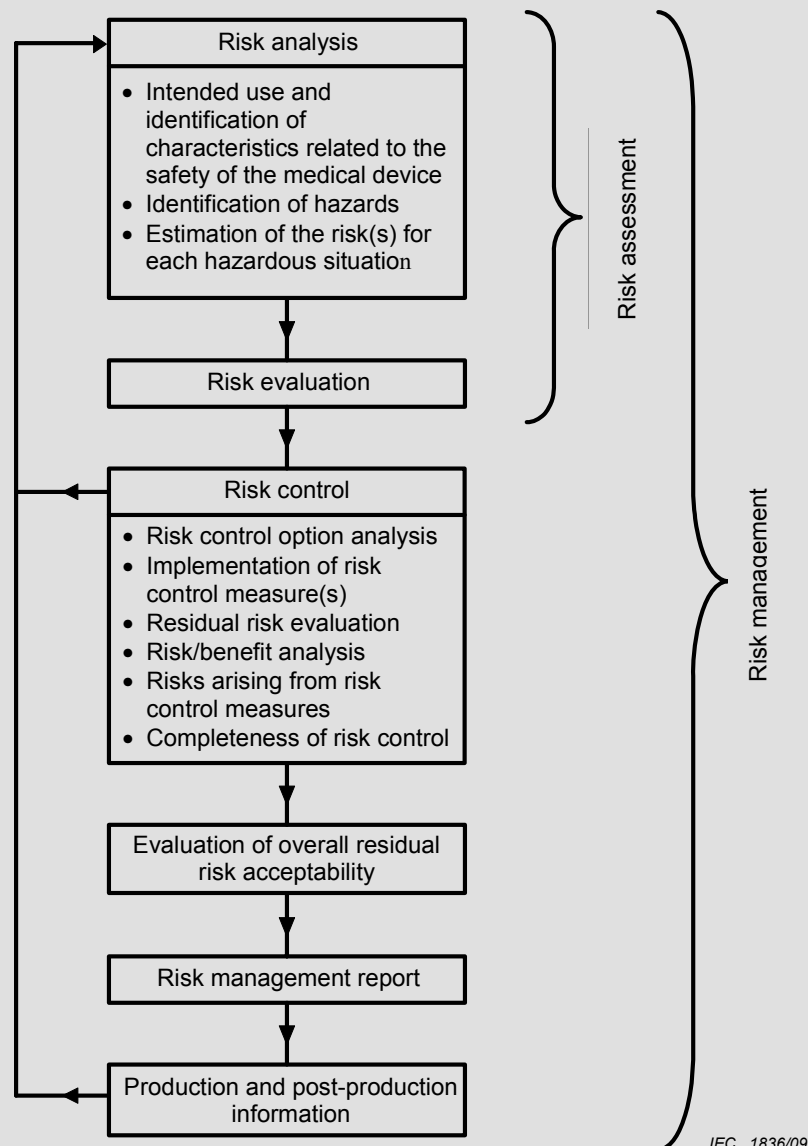 Risk analysis
• Intended use and
identification of
characteristics related to the
safety of the medical device
• Identification of hazards
• Estimation of the risk(s) for
each hazardous situation
Risk evaluation
Risk assessment
Risk control
• Risk control option analysis
• Implementation of risk
control measure(s)
• Residual risk evaluation
• Risk/benefit analysis
• Risks arising from risk
control measures
• Completeness of risk control
Risk management
Evaluation of overall residual
risk acceptability
Risk management report
Production and post-production
information
IEC 1836/09